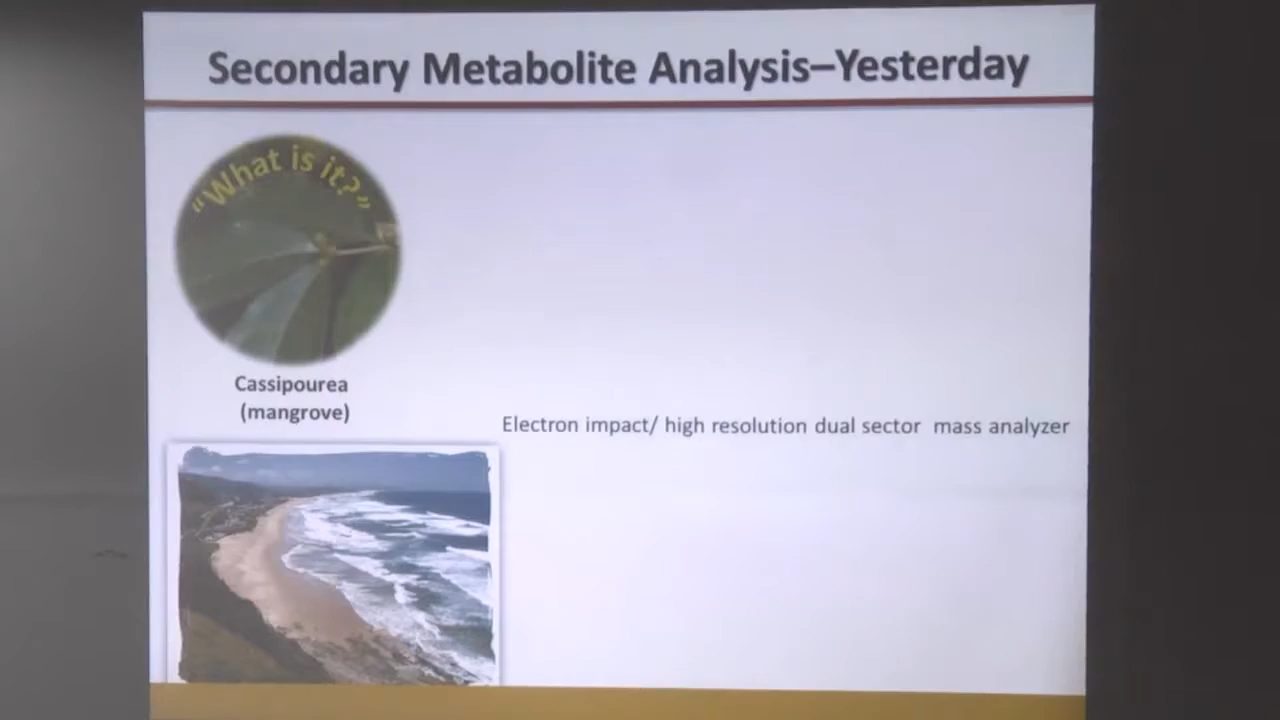 Secondary Metabolite Analysis–Yesterday
"What is it?"
Cassipourea
(mangrove)
Electron impact/ high resolution dual sector mass analyzer